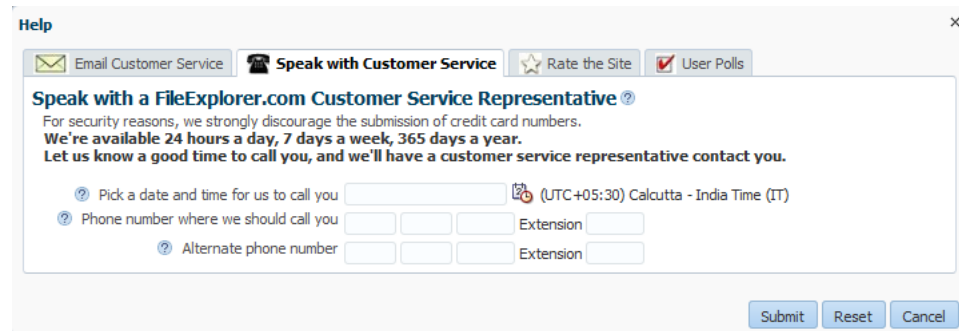 Help
Email Customer Service Speak with Customer Service Rate the Site User Polls
Speak with a FileExplorer.com Customer Service Representative
For security reasons, we strongly discourage the submission of credit card numbers.
We're available 24 hours a day, 7 days a week, 365 days a year.
Let us know a good time to call you, and we'll have a customer service representative contact you.
Pick a date and time for us to call you (UTC+05:30) Calcutta - India Time (IT)
Phone number where we should call you Extension
Alternate phone number Extension
Submit Reset Cancel